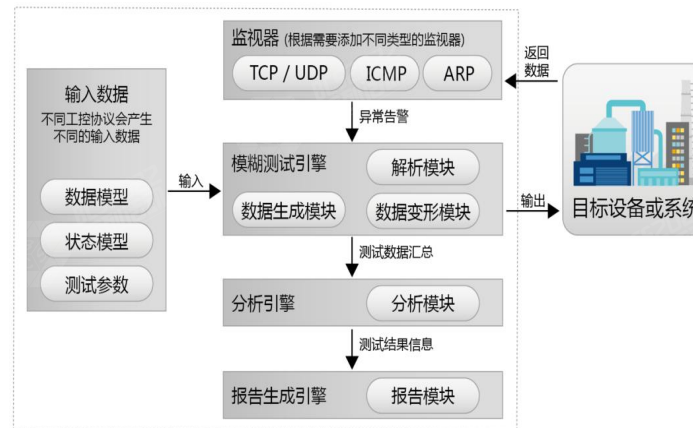 监视器 (根据需要添加不同类型的监视器)
TCP / UDP
ICMP
ARP
返回
数据
输入数据
不同工控协议会产生
不同的输入数据
数据模型
状态模型
测试参数
异常告警
输入
模糊测试引擎
解析模块
数据生成模块
数据变形模块
输出
目标设备或系统
测试数据汇总
分析引擎
分析模块
测试结果信息
报告生成引擎
报告模块